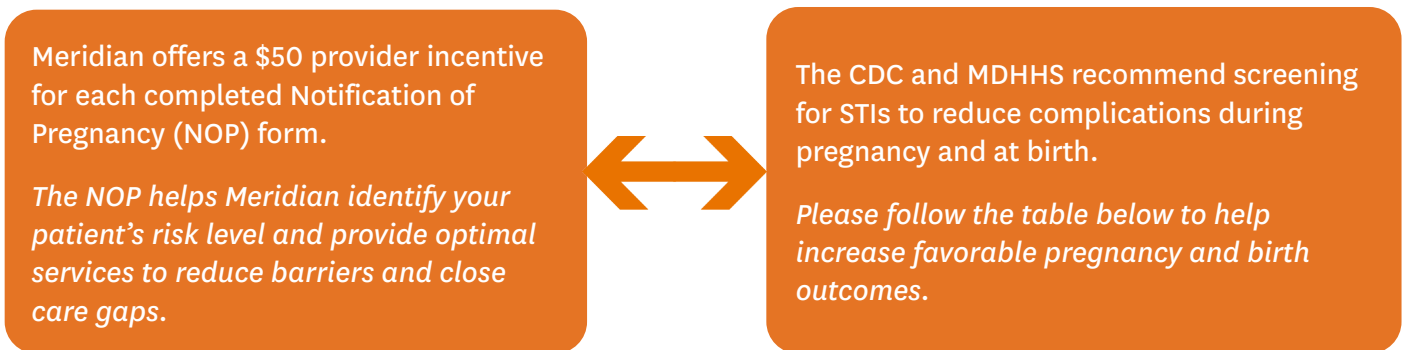 Meridian offers a $50 provider incentive
for each completed Notification of
Pregnancy (NOP) form.
The NOP helps Meridian identify your
patient's risk level and provide optimal
services to reduce barriers and close
care gaps.
The CDC and MDHHS recommend screening
for STIs to reduce complications during
pregnancy and at birth.
Please follow the table below to help
increase favorable pregnancy and birth
outcomes.